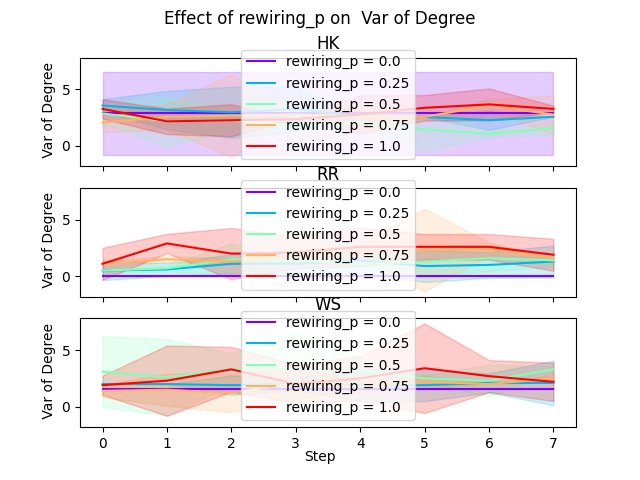 Effect of rewiring_p on  Var of Degree
HK
Var of Degree
5
0
rewiring_p = 0.0
rewiring_p = 0.25
rewiring_p = 0.5
rewiring_p = 0.75
rewiring_p = 1.0
RR
Var of Degree
5
0
rewiring_p = 0.0
rewiring_p = 0.25
rewiring_p = 0.5
rewiring_p = 0.75
rewiring_p = 1.0
WS
Var of Degree
5
0
rewiring_p = 0.0
rewiring_p = 0.25
rewiring_p = 0.5
rewiring_p = 0.75
rewiring_p = 1.0
0 1 2 3 4 5 6 7
Step